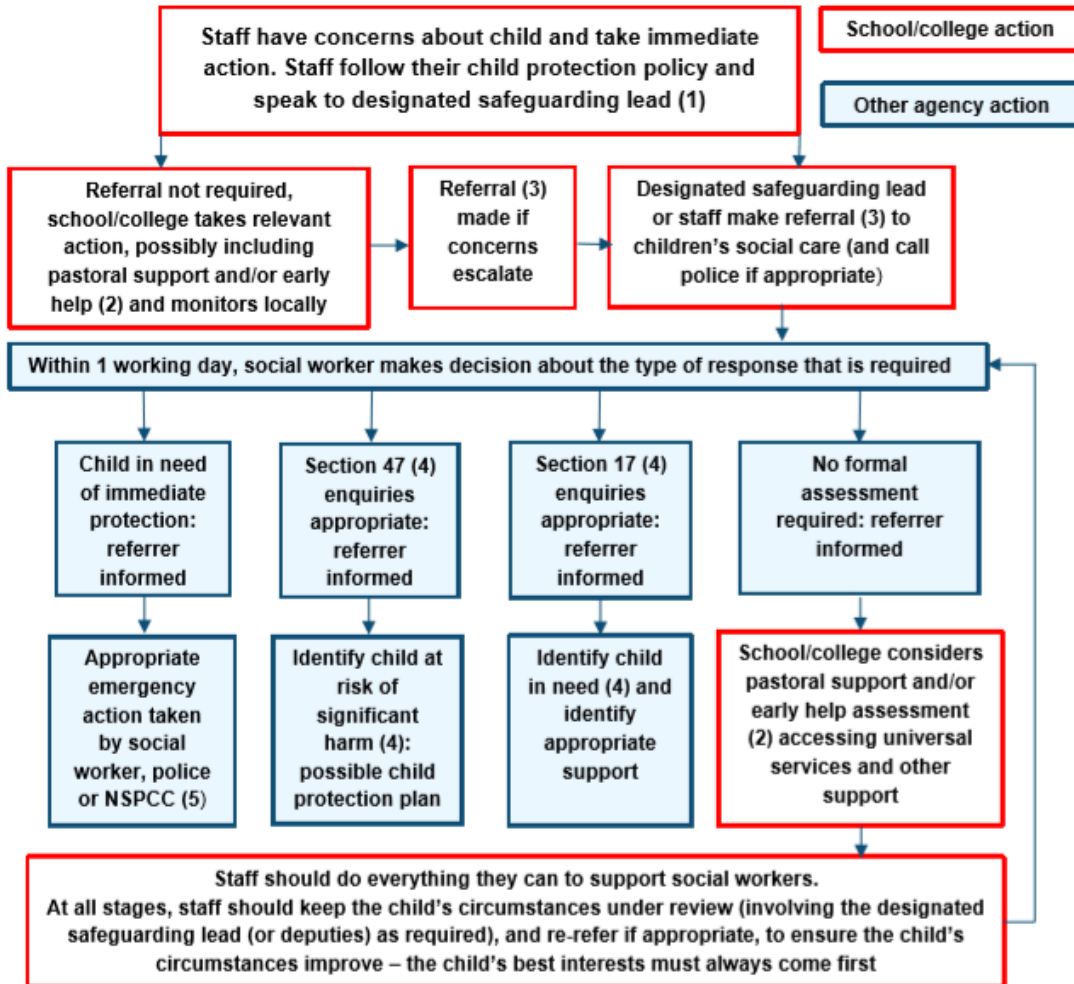 Staff have concerns about child and take immediate
action. Staff follow their child protection policy and
speak to designated safeguarding lead (1)
School/college action
Other agency action
Referral not required,
school/college takes relevant
action, possibly including
pastoral support and/or early
help (2) and monitors locally
Referral (3)
made if
concerns
escalate
Designated safeguarding lead
or staff make referral (3) to
children’s social care (and call
police if appropriate)
Within 1 working day, social worker makes decision about the type of response that is required
Child in need
of immediate
protection:
referrer
informed
Section 47 (4)
enquiries
appropriate:
referrer
informed
Section 17 (4)
enquiries
appropriate:
referrer
informed
No formal
assessment
required: referrer
informed
Appropriate
emergency
action taken
by social
worker, police
or NSPCC (5)
Identify child at
risk of
significant
harm (4):
possible child
protection plan
Identify child
in need (4) and
identify
appropriate
support
School/college considers
pastoral support and/or
early help assessment
(2) accessing universal
services and other
support
Staff should do everything they can to support social workers.
At all stages, staff should keep the child’s circumstances under review (involving the designated
safeguarding lead (or deputies) as required), and re-refer if appropriate, to ensure the child’s
circumstances improve – the child’s best interests must always come first